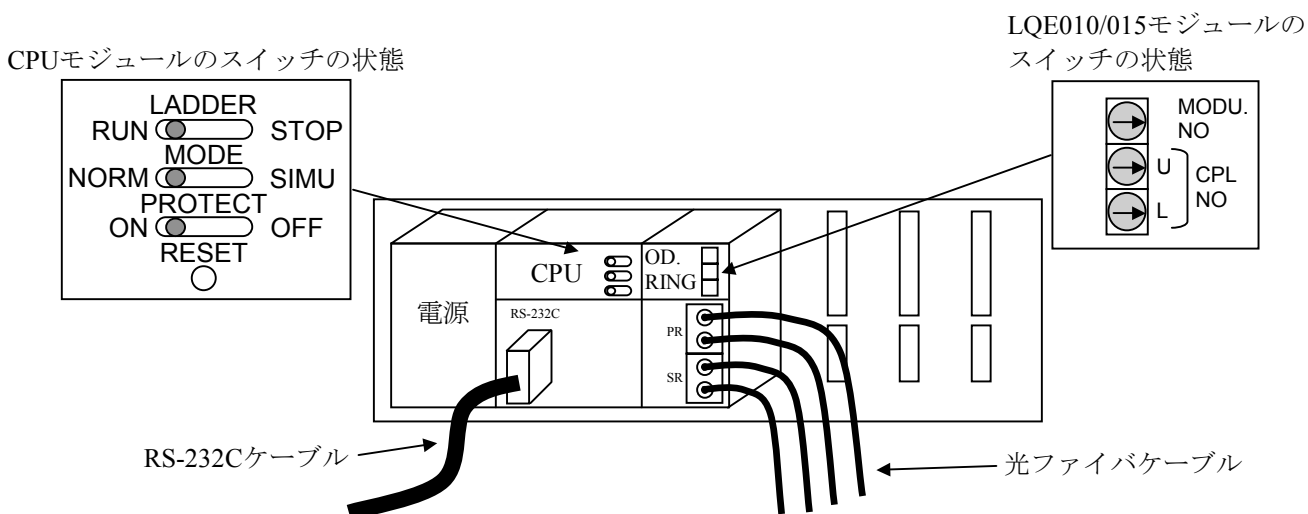 LQE010/015モジュールの
スイッチの状態
CPUモジュールのスイッチの状態
LADDER
RUN STOP
MODE
NORM SIMU
PROTECT
ON OFF
RESET
MODU.
NO
U
L
CPL
NO
電源
CPU
OD.
RING
RS-232C
PR
SR
RS-232Cケーブル
光ファイバケーブル